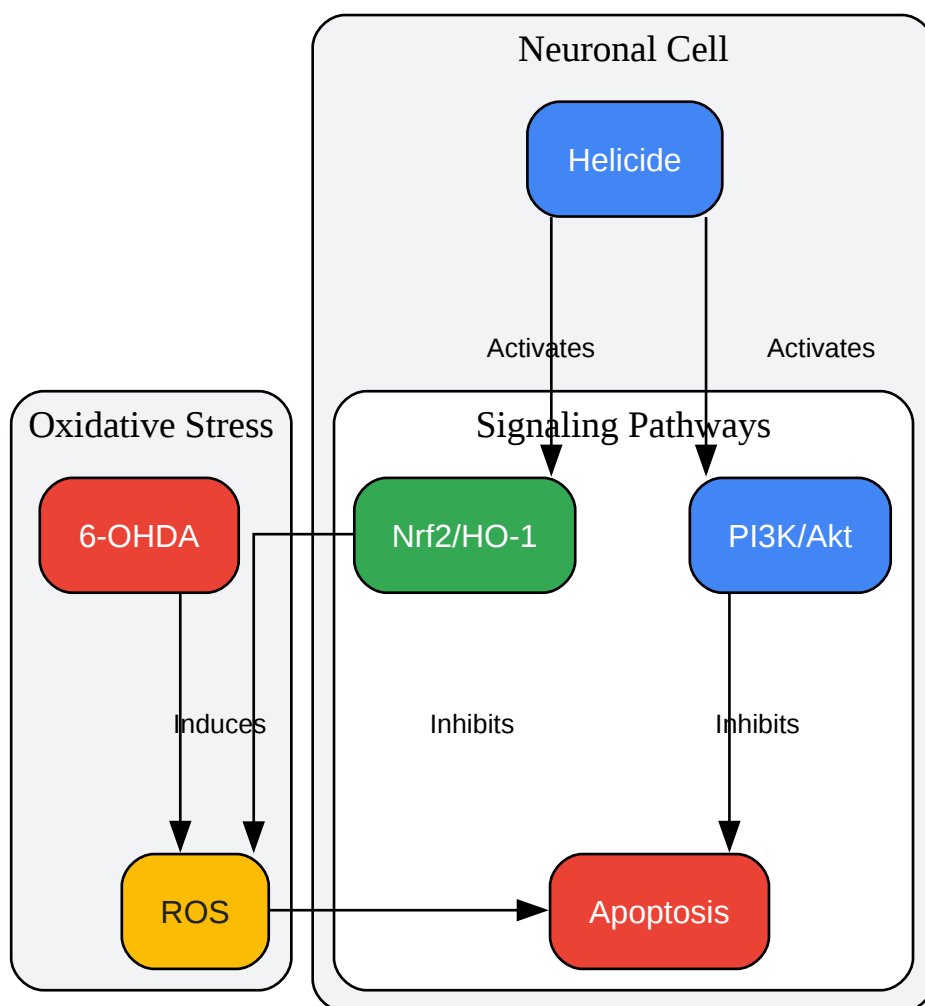 Neuronal Cell
Helicide
Activates
Activates
Oxidative Stress
Signaling Pathways
6-OHDA
Nrf2/HO-1
PI3K/Akt
Induces
Inhibits
Inhibits
ROS
Apoptosis